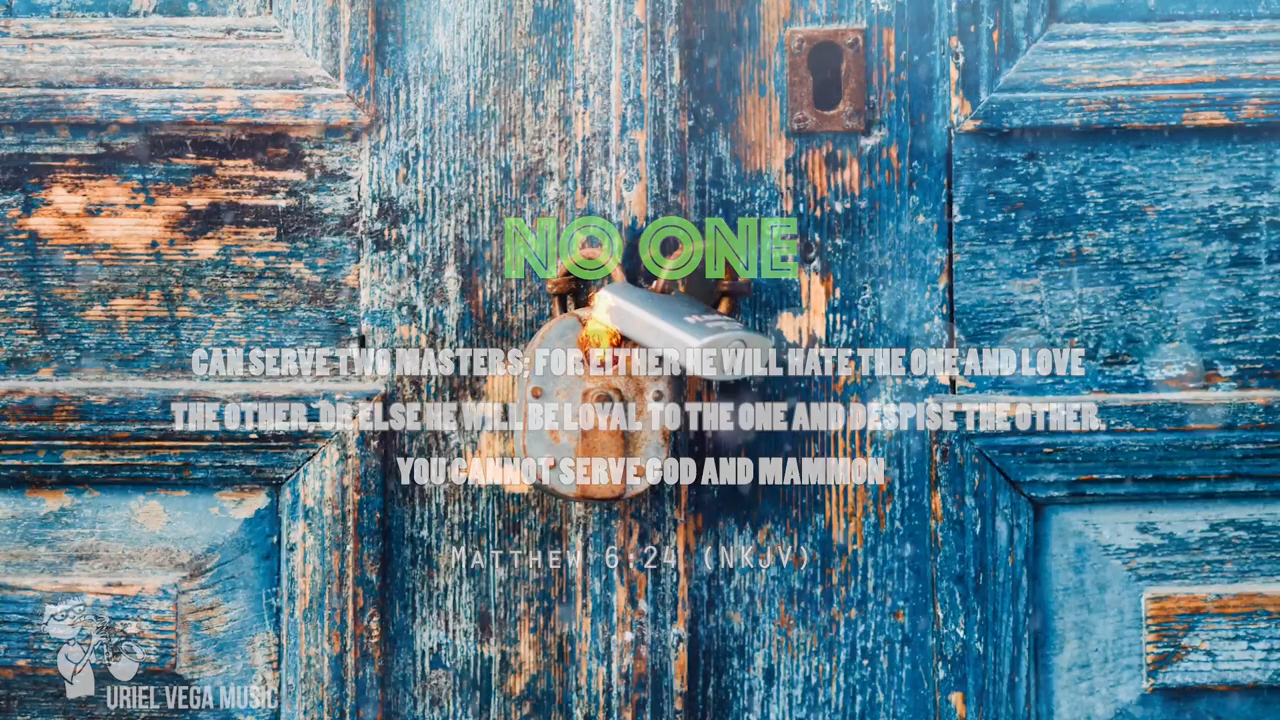 NO ONE
CAN SERVE TWO MASTERS; FOR EITHER HE WILL HATE THE ONE AND LOVE
THE OTHER, OR ELSE HE WILL BE LOYAL TO THE ONE AND DESPISE THE OTHER.
YOU CANNOT SERVE GOD AND MAMMON
Matthew 6:24 (NKJV)
URIEL VEGA MUSIC